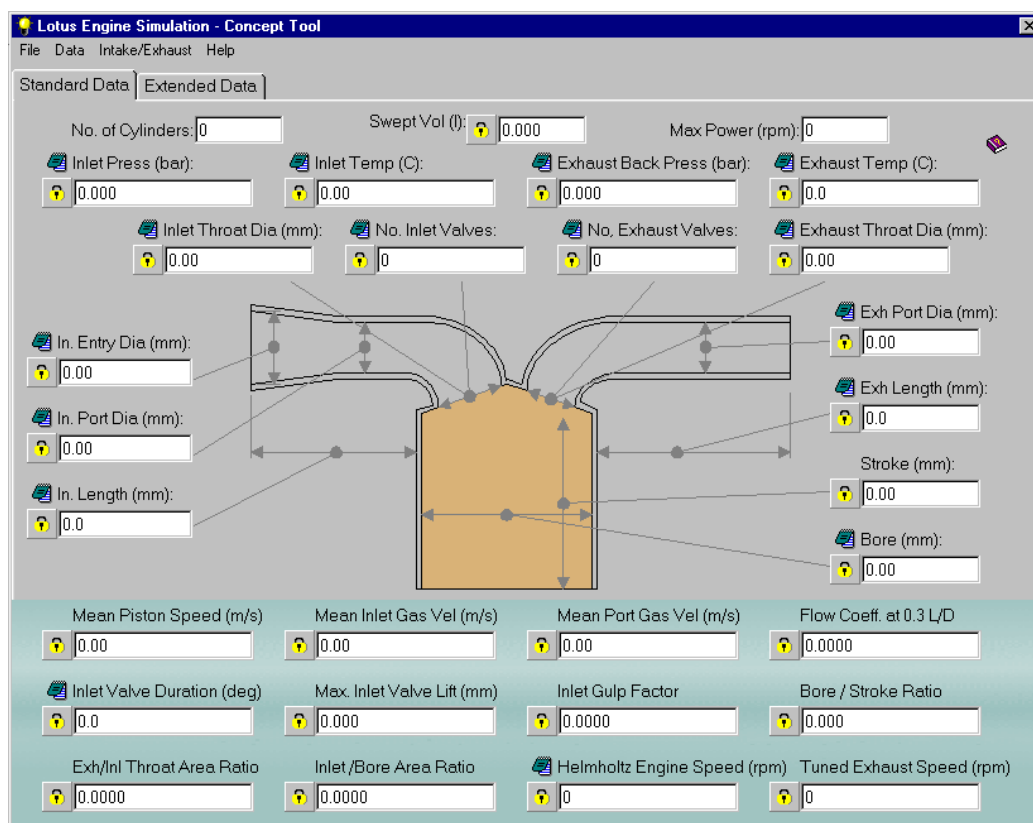 Lotus Engine Simulation - Concept Tool
File Data Intake/Exhaust Help
Standard Data Extended Data
No. of Cylinders: 0 Swept Vol (l): 0.000 Max Power (rpm): 0
Inlet Press (bar): Inlet Temp (C): Exhaust Back Press (bar): Exhaust Temp (C):
0.000 0.00 0.000 0.0
Inlet Throat Dia (mm): No. Inlet Valves: No, Exhaust Valves: Exhaust Throat Dia (mm):
0.00 0 0 0.00
In. Entry Dia (mm): Exh Port Dia (mm):
0.00 0.00
In. Port Dia (mm): Exh Length (mm):
0.00 0.0
In. Length (mm): Stroke (mm):
0.0 0.00
Bore (mm):
0.00
Mean Piston Speed (m/s) Mean Inlet Gas Vel (m/s) Mean Port Gas Vel (m/s) Flow Coeff. at 0.3 L/D
0.00 0.00 0.00 0.0000
Inlet Valve Duration (deg) Max. Inlet Valve Lift (mm) Inlet Gulp Factor Bore / Stroke Ratio
0.0 0.000 0.0000 0.000
Exh/Inl Throat Area Ratio Inlet /Bore Area Ratio Helmholtz Engine Speed (rpm) Tuned Exhaust Speed (rpm)
0.0000 0.0000 0 0